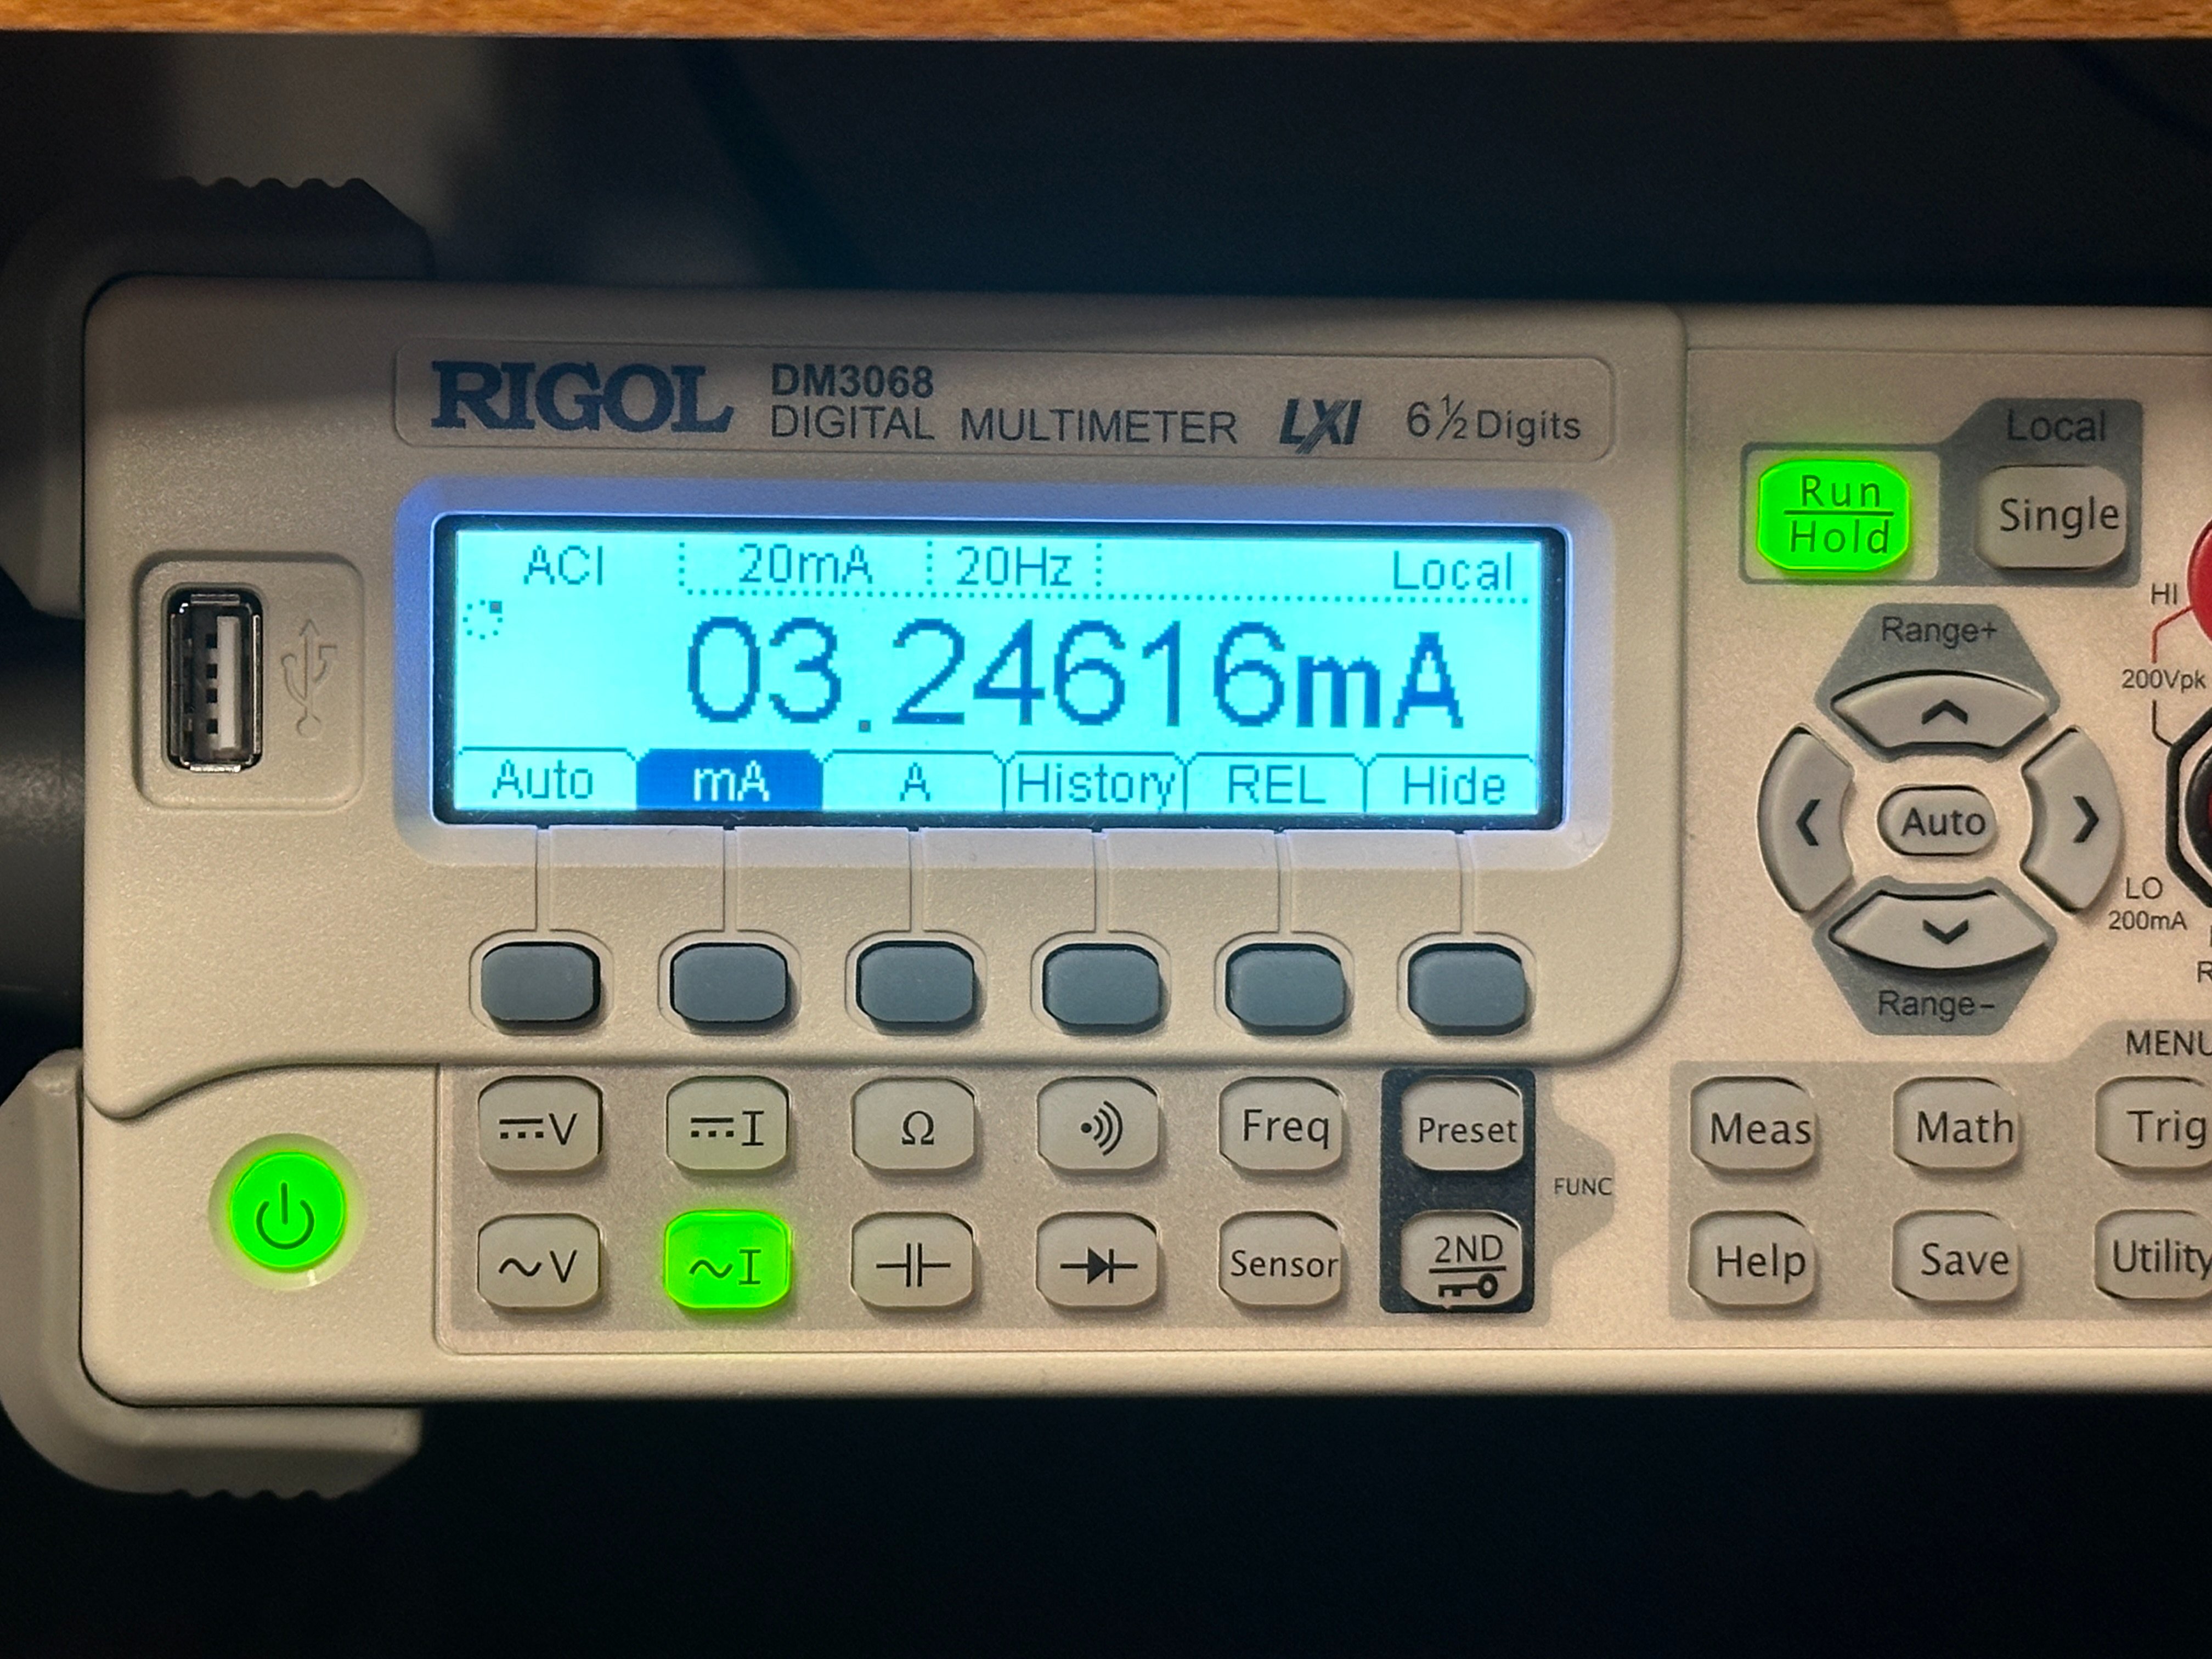 RIGOL DM3068
DIGITAL MULTIMETER LXI 6½ Digits
ACI 20mA 20Hz Local
03.24616mA
Auto mA A History REL Hide
Run
Hold
Local
Single
HI
200Vpk
Range+
Auto
Range-
LO
200mA
V I Ω Freq Preset
V I Sensor 2ND
FUNC
MENU
Meas Math Trig
Help Save Utility